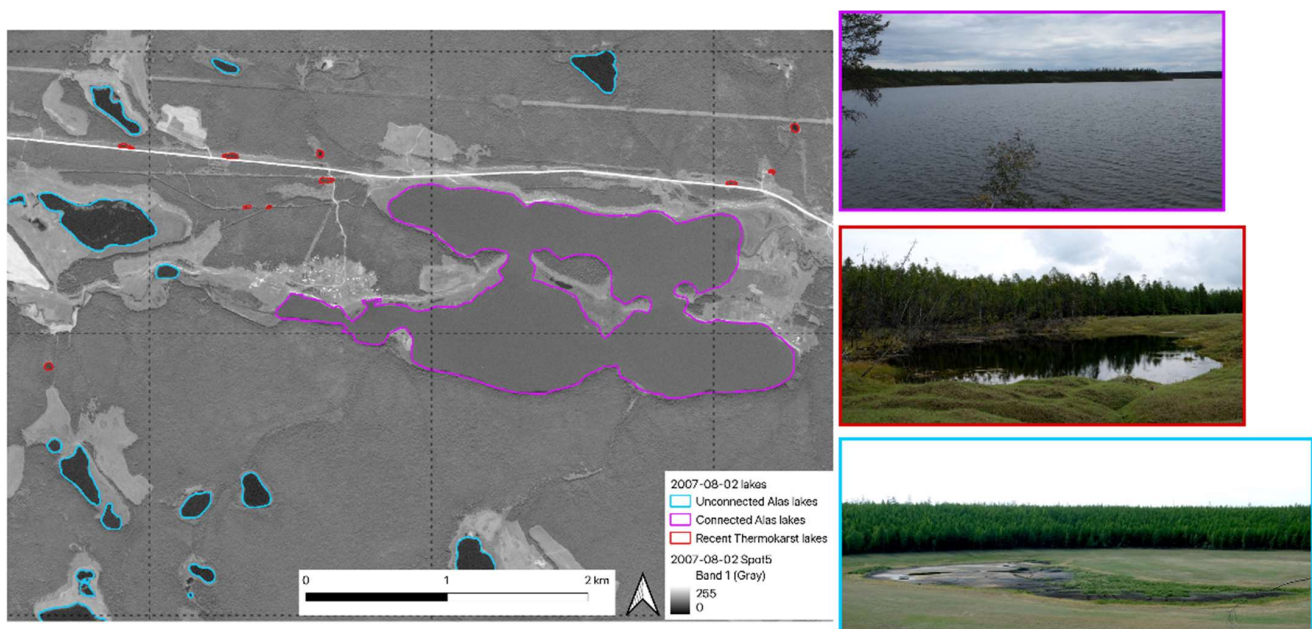 2007-08-02 lakes
Unconnected Alas lakes
Connected Alas lakes
Recent Thermokarst lakes
2007-08-02 Spot5
Band 1 (Gray)
255
0
0 1 2 km